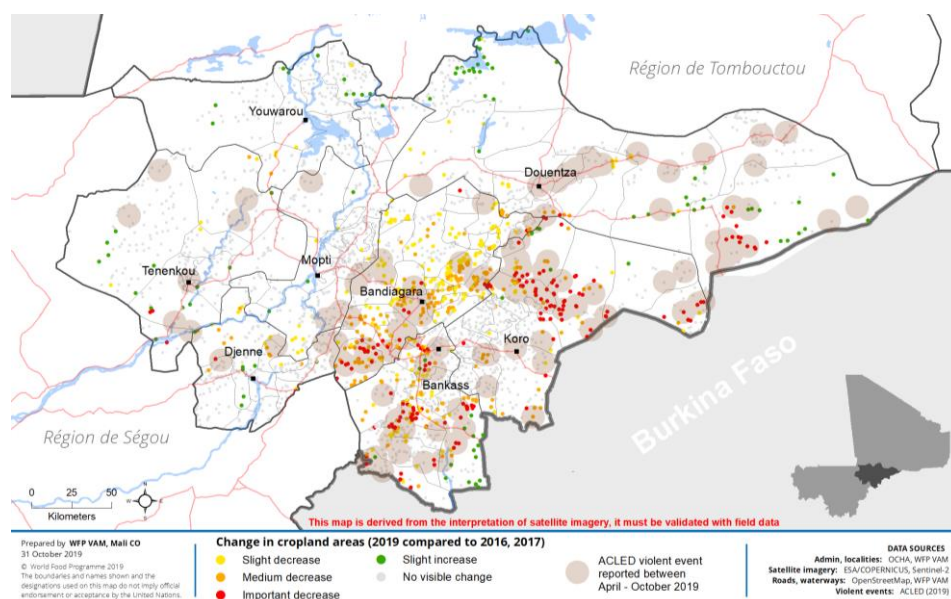 Région de Tombouctou
Youwarou
Douentza
Mopti
Tenenkou
Bandiagara
Koro
Djenne
Bankass
Burkina Faso
Région de Ségou
0 25 50
Kilometers
N
W E
S
This map is derived from the interpretation of satellite imagery, it must be validated with field data
Prepared by WFP VAM, Mali CO
31 October 2019
© World Food Programme 2019
The boundaries and names shown and the
designations used on this map do not imply official
endorsement or acceptance by the United Nations.
Change in cropland areas (2019 compared to 2016, 2017)
Slight decrease
Medium decrease
Important decrease
Slight increase
No visible change
ACLED violent event
reported between
April - October 2019
DATA SOURCES
Admin, localities: OCHA, WFP VAM
Satellite imagery: ESA/COPERNICUS, Sentinel-2
Roads, waterways: OpenStreetMap, WFP VAM
Violent events: ACLED (2019